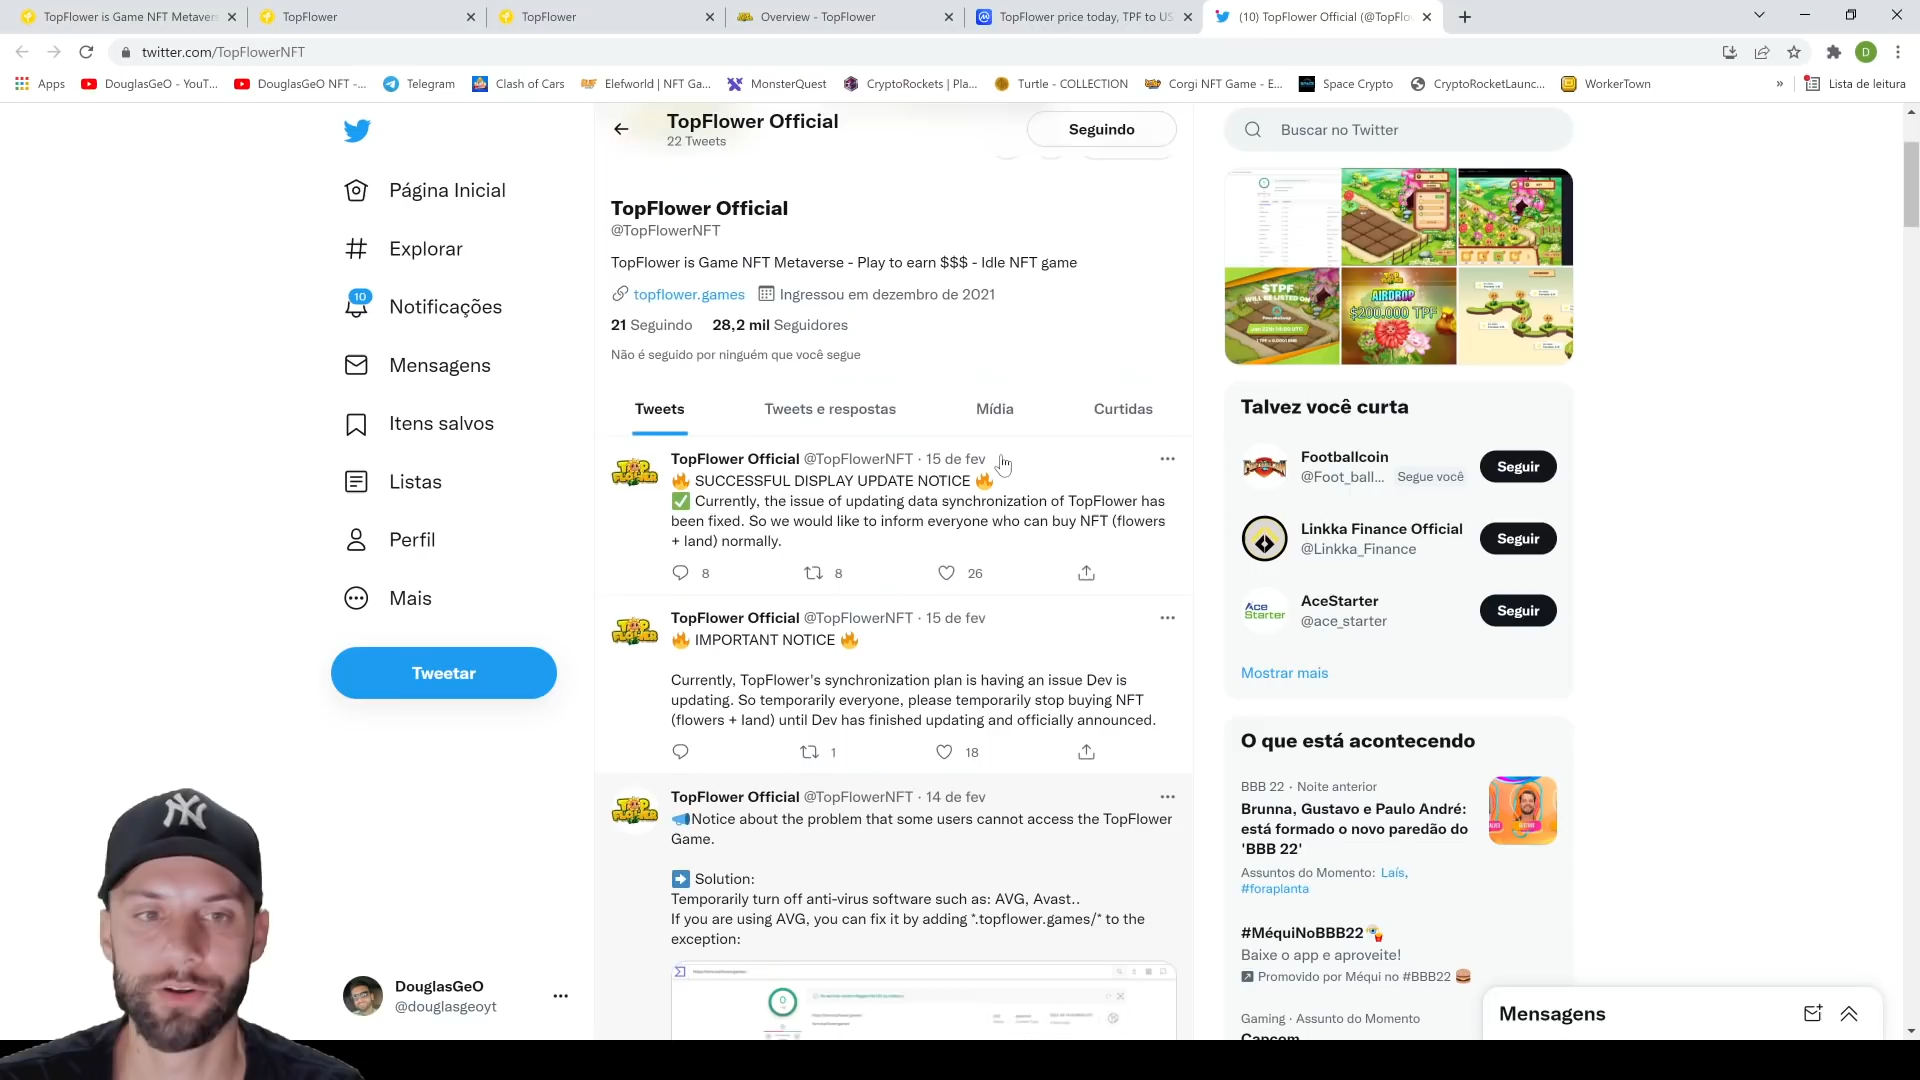 TopFlower is Game NFT Metavers
TopFlower
TopFlower
Overview - TopFlower
TopFlower price today, TPF to US
(10) TopFlower Official (@TopFlo
twitter.com/TopFlowerNFT
D
Apps
DouglasGeO - YouT...
DouglasGeO NFT -...
Telegram
Clash of Cars
Elefworld | NFT Ga...
MonsterQuest
CryptoRockets | Pla...
Turtle - COLLECTION
Corgi NFT Game - E...
Space Crypto
CryptoRocketLaunc...
WorkerTown
»
Lista de leitura
Página Inicial
Explorar
10
Notificações
Mensagens
Itens salvos
Listas
Perfil
Mais
Tweetar
DouglasGeO
@douglasgeoyt
TopFlower Official
22 Tweets
Seguindo
TopFlower Official
@TopFlowerNFT
TopFlower is Game NFT Metaverse - Play to earn $$$ - Idle NFT game
topflower.games Ingressou em dezembro de 2021
21 Seguindo 28,2 mil Seguidores
Não é seguido por ninguém que você segue
Tweets Tweets e respostas Mídia Curtidas
TopFlower Official @TopFlowerNFT · 15 de fev
🔥 SUCCESSFUL DISPLAY UPDATE NOTICE 🔥
✅ Currently, the issue of updating data synchronization of TopFlower has
been fixed. So we would like to inform everyone who can buy NFT (flowers
+ land) normally.
8 8 26
TopFlower Official @TopFlowerNFT · 15 de fev
🔥 IMPORTANT NOTICE 🔥
Currently, TopFlower's synchronization plan is having an issue Dev is
updating. So temporarily everyone, please temporarily stop buying NFT
(flowers + land) until Dev has finished updating and officially announced.
1 18
TopFlower Official @TopFlowerNFT · 14 de fev
📣Notice about the problem that some users cannot access the TopFlower
Game.
➡️ Solution:
Temporarily turn off anti-virus software such as: AVG, Avast..
If you are using AVG, you can fix it by adding *.topflower.games/* to the
exception:
0
Buscar no Twitter
$TPF
WILL BE LISTED ON
AIRDROP
$200.000 TPF
Talvez você curta
Footballcoin
@Foot_ball... Segue você
Seguir
Linkka Finance Official
@Linkka_Finance
Seguir
Ace
Starter
AceStarter
@ace_starter
Seguir
Mostrar mais
O que está acontecendo
BBB 22 · Noite anterior
Brunna, Gustavo e Paulo André:
está formado o novo paredão do
'BBB 22'
Assuntos do Momento: Laís,
#foraplanta
#MéquiNoBBB22
Baixe o app e aproveite!
Promovido por Méqui no #BBB22
Gaming · Assunto do Momento
Capcom
Mensagens
NY